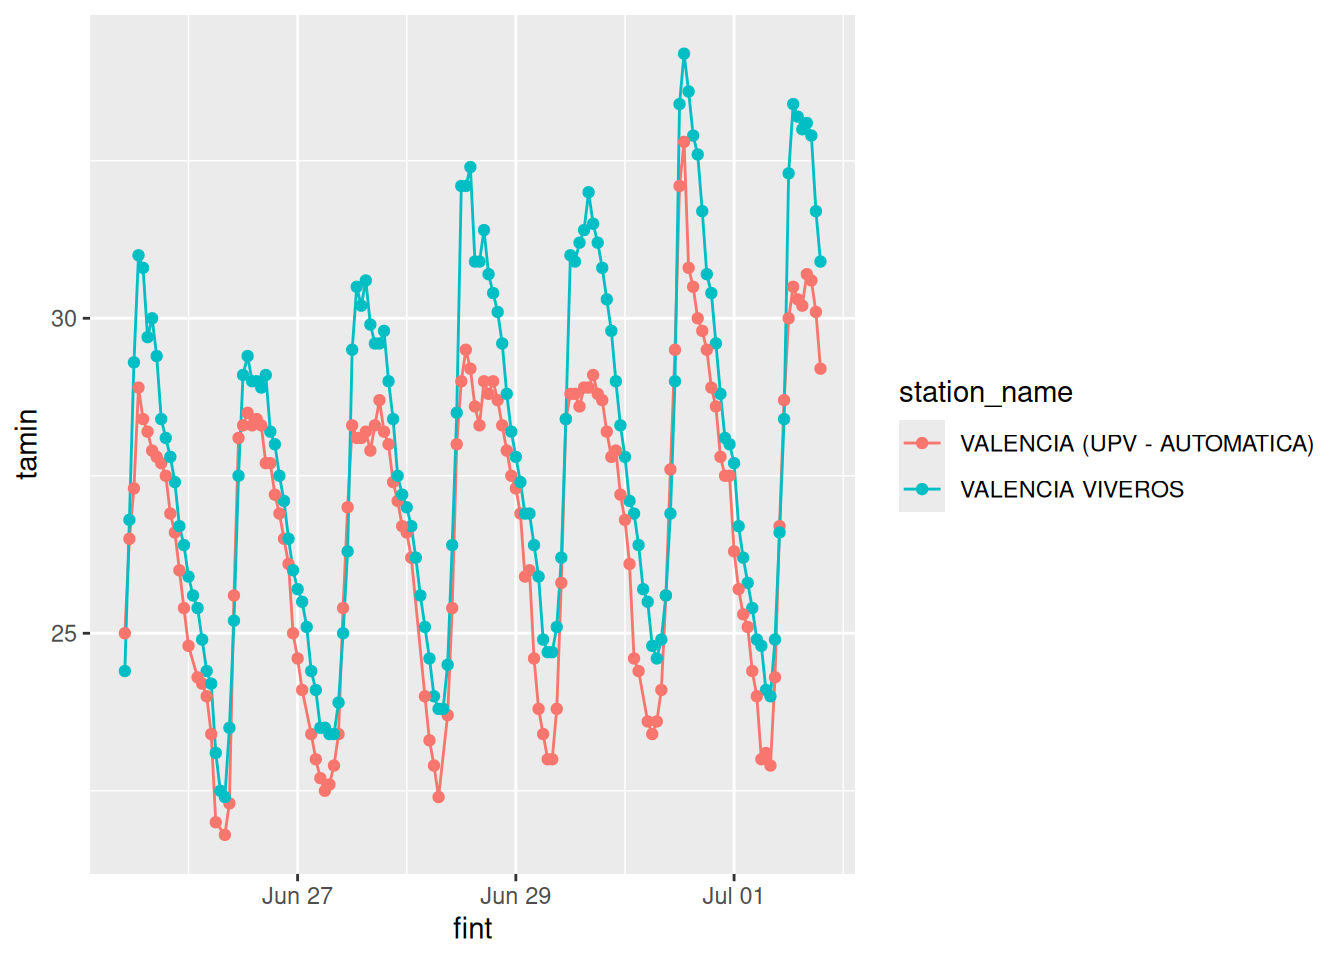 30
25
tamin
Jun 27
Jun 29
Jul 01
fint
station_name
VALENCIA (UPV - AUTOMATICA)
VALENCIA VIVEROS